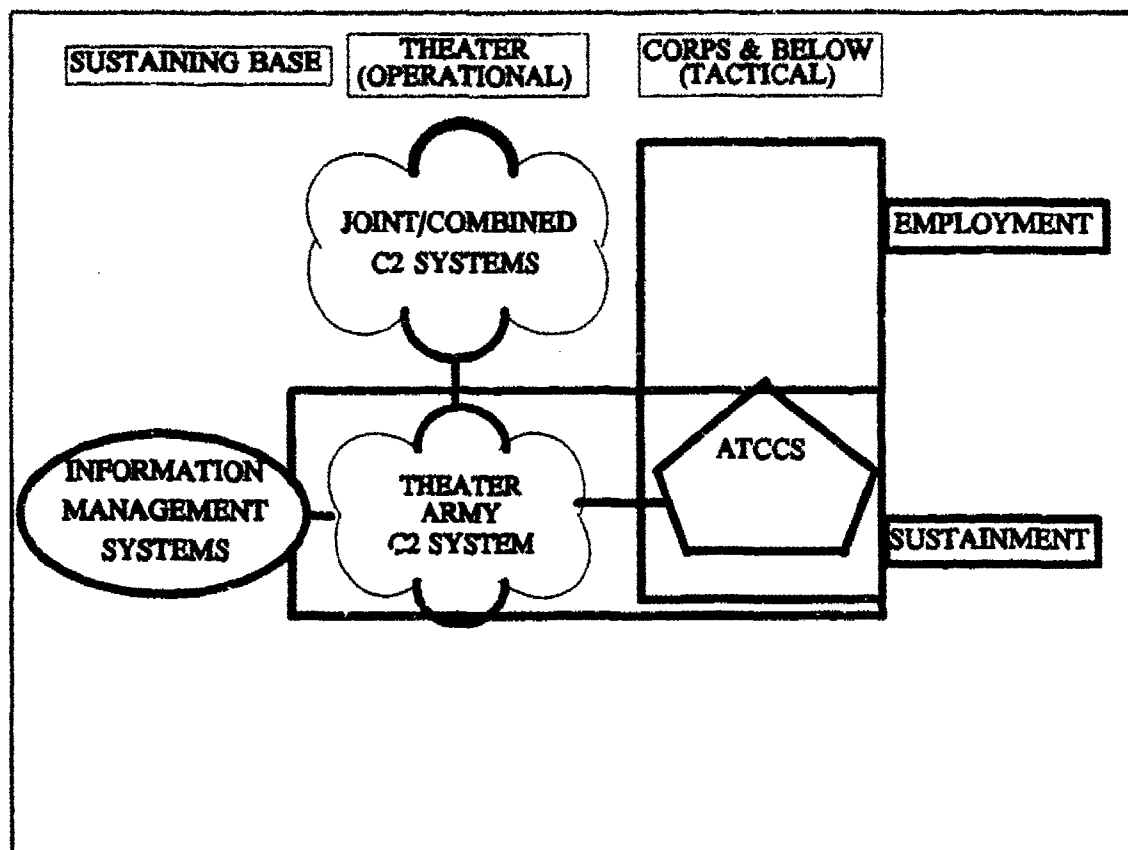 SUSTAINING BASE
THEATER
(OPERATIONAL)
CORPS & BELOW
(TACTICAL)
JOINT/COMBINED
C2 SYSTEMS
EMPLOYMENT
INFORMATION
MANAGEMENT
SYSTEMS
THEATER
ARMY
C2 SYSTEM
ATCCS
SUSTAINMENT